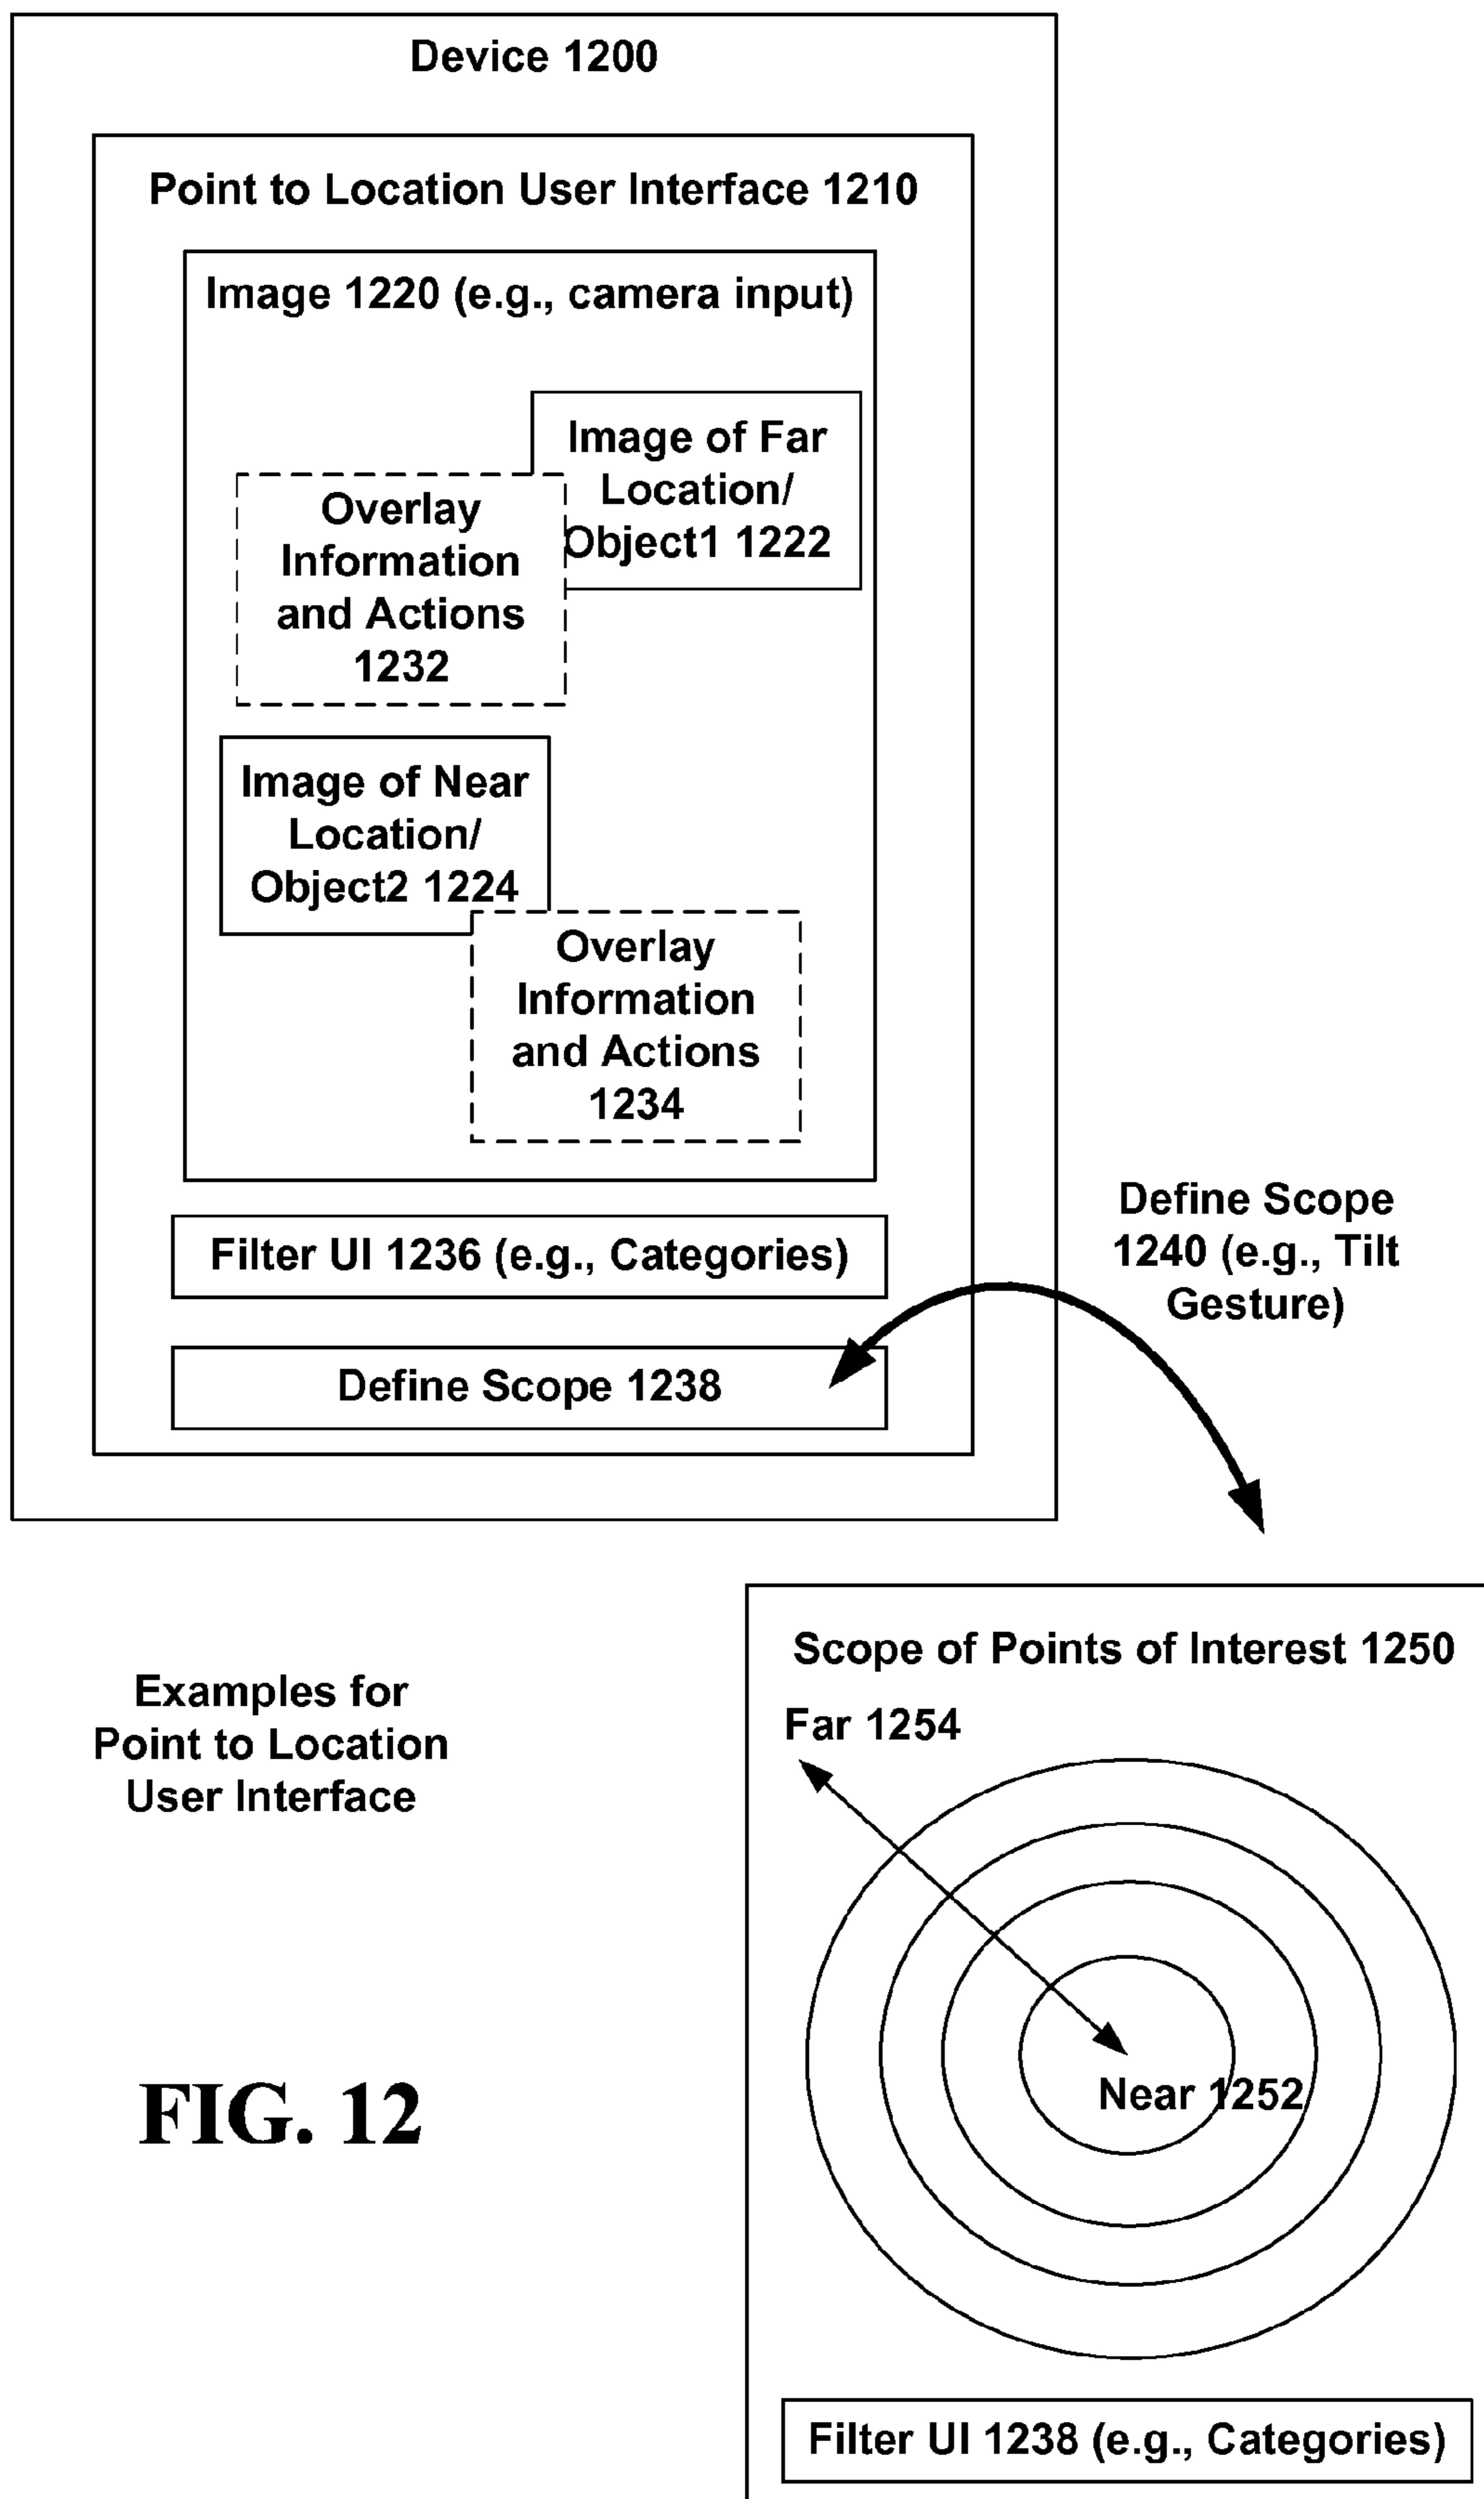 Device 1200
Point to Location User Interface 1210
Image 1220 (e.g., camera input)
Image of Far
Location/
Object1 1222
Overlay
Information
and Actions
1232
Image of Near
Location/
Object2 1224
Overlay
Information
and Actions
1234
Filter UI 1236 (e.g., Categories)
Define Scope 1238
Define Scope
1240 (e.g., Tilt
Gesture)
Scope of Points of Interest 1250
Far 1254
Near 1252
Filter UI 1238 (e.g., Categories)
Examples for
Point to Location
User Interface
FIG. 12